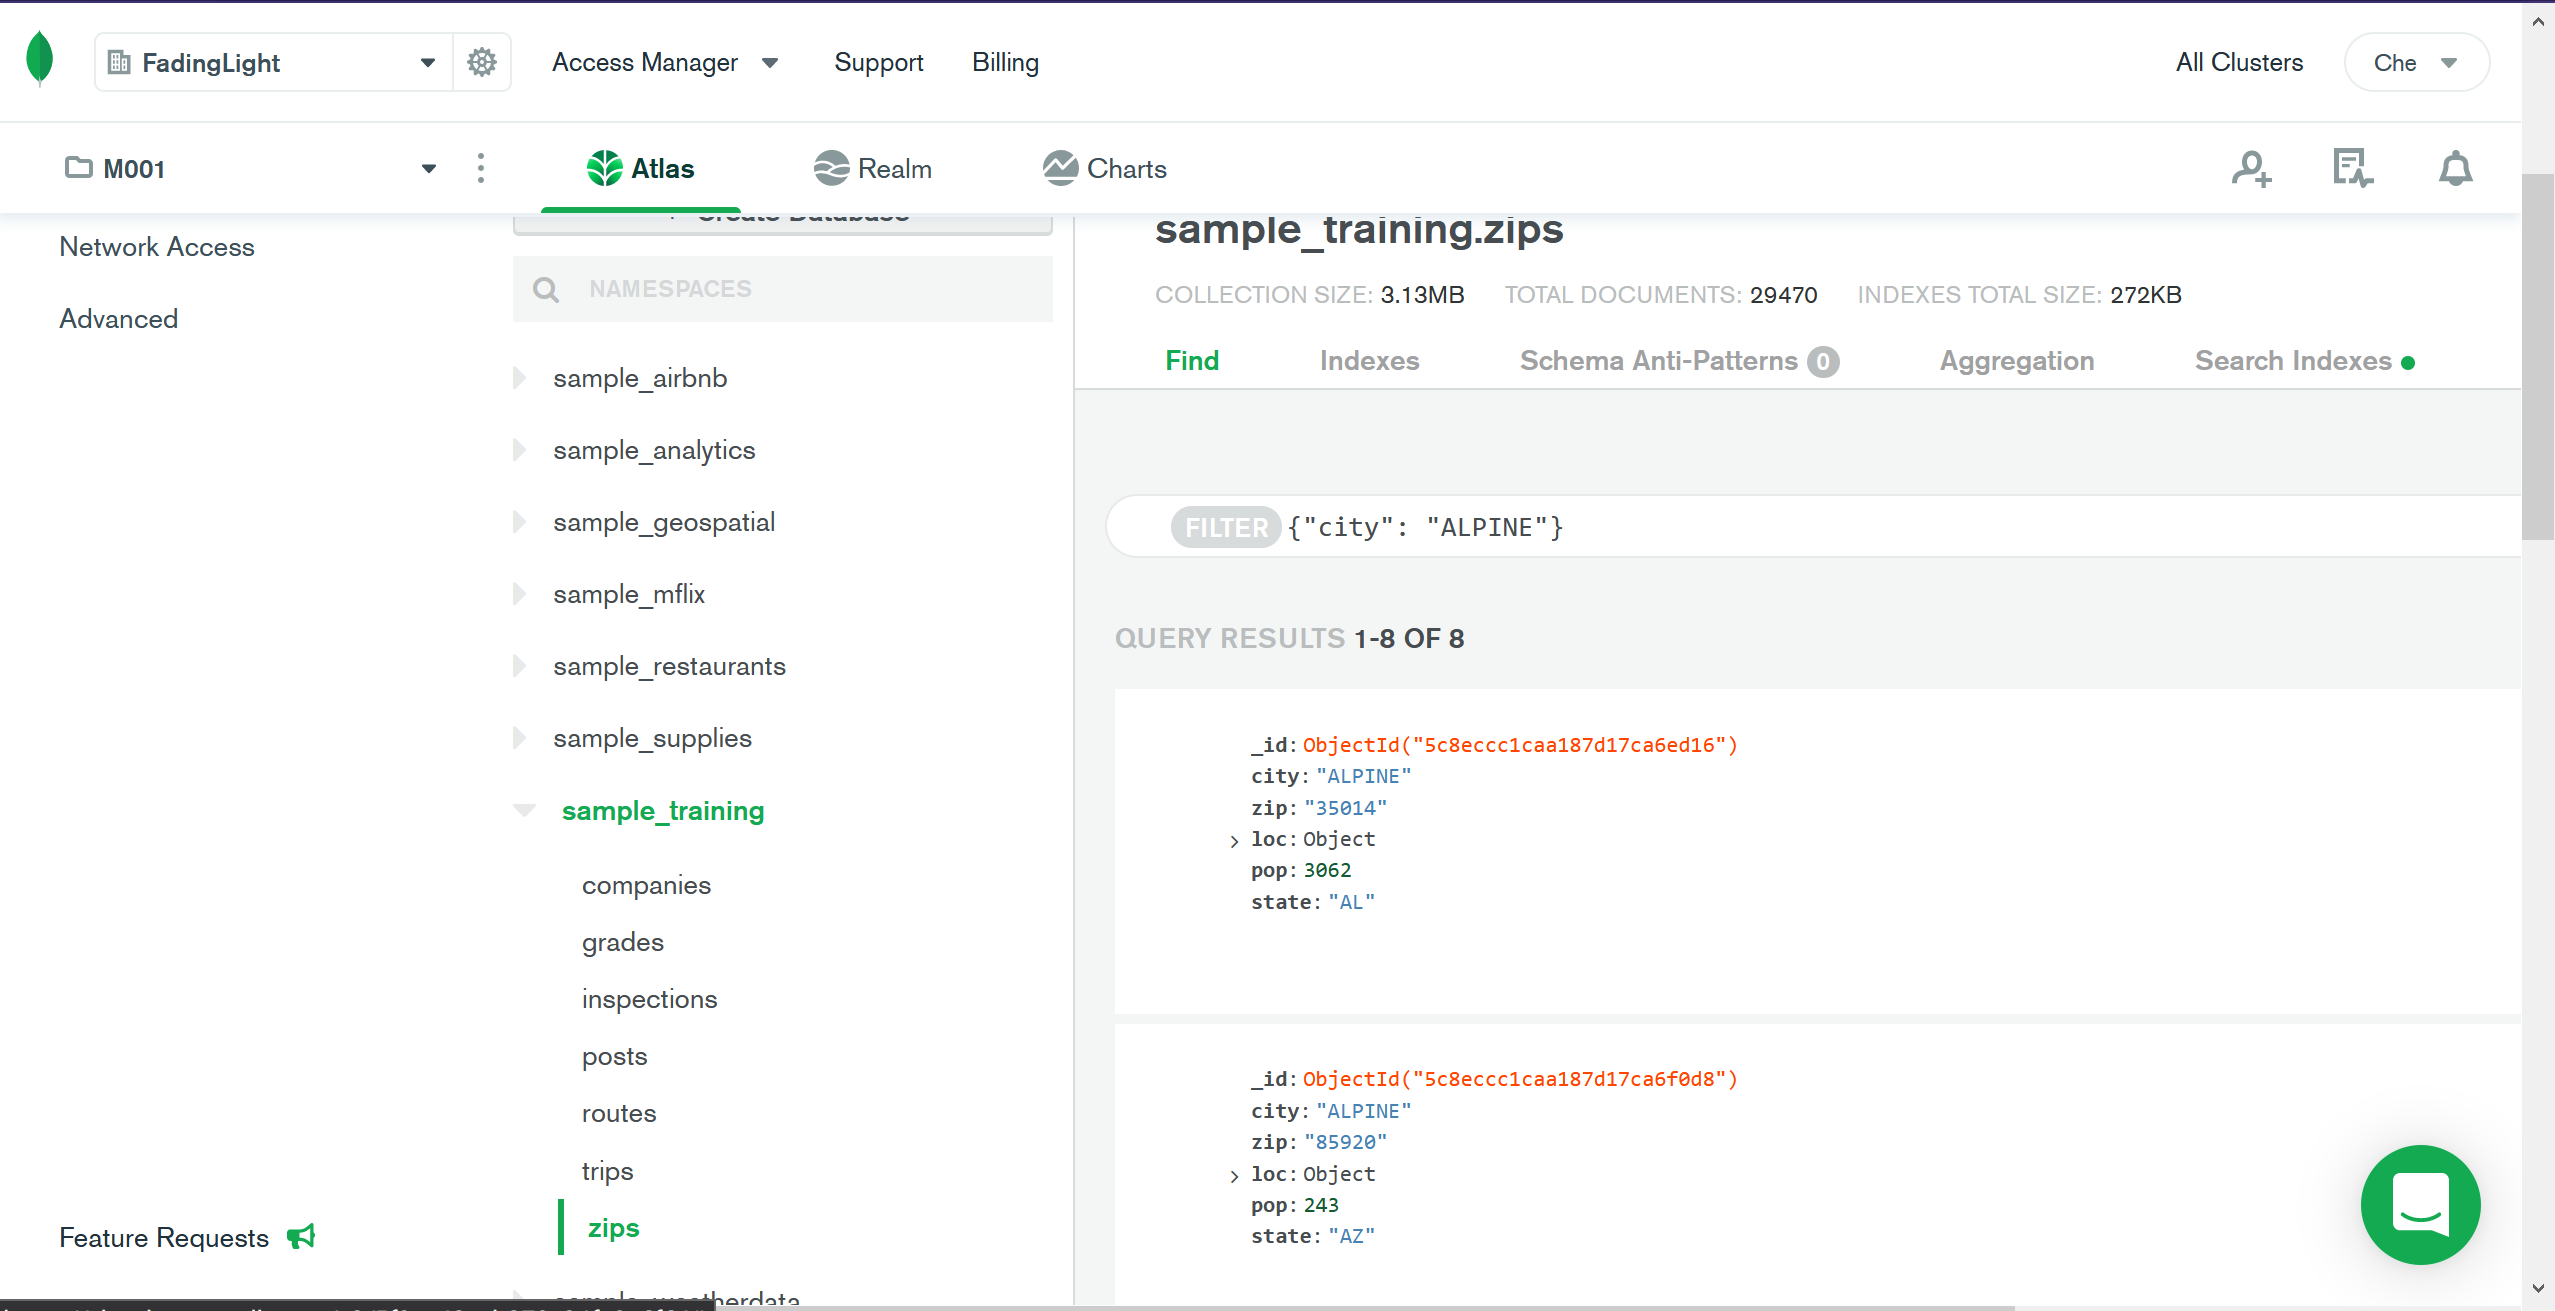 FadingLight
Access Manager
Support
Billing
All Clusters
Che
M001
Atlas
Realm
Charts
Network Access
Advanced
Feature Requests
Create Database
NAMESPACES
sample_airbnb
sample_analytics
sample_geospatial
sample_mflix
sample_restaurants
sample_supplies
sample_training
companies
grades
inspections
posts
routes
trips
zips
sample_weatherdata
sample_training.zips
COLLECTION SIZE: 3.13MB TOTAL DOCUMENTS: 29470 INDEXES TOTAL SIZE: 272KB
Find Indexes Schema Anti-Patterns 0 Aggregation Search Indexes
FILTER {"city": "ALPINE"}
QUERY RESULTS 1-8 OF 8
_id: ObjectId("5c8eccc1caa187d17ca6ed16")
city: "ALPINE"
zip: "35014"
loc: Object
pop: 3062
state: "AL"
_id: ObjectId("5c8eccc1caa187d17ca6f0d8")
city: "ALPINE"
zip: "85920"
loc: Object
pop: 243
state: "AZ"